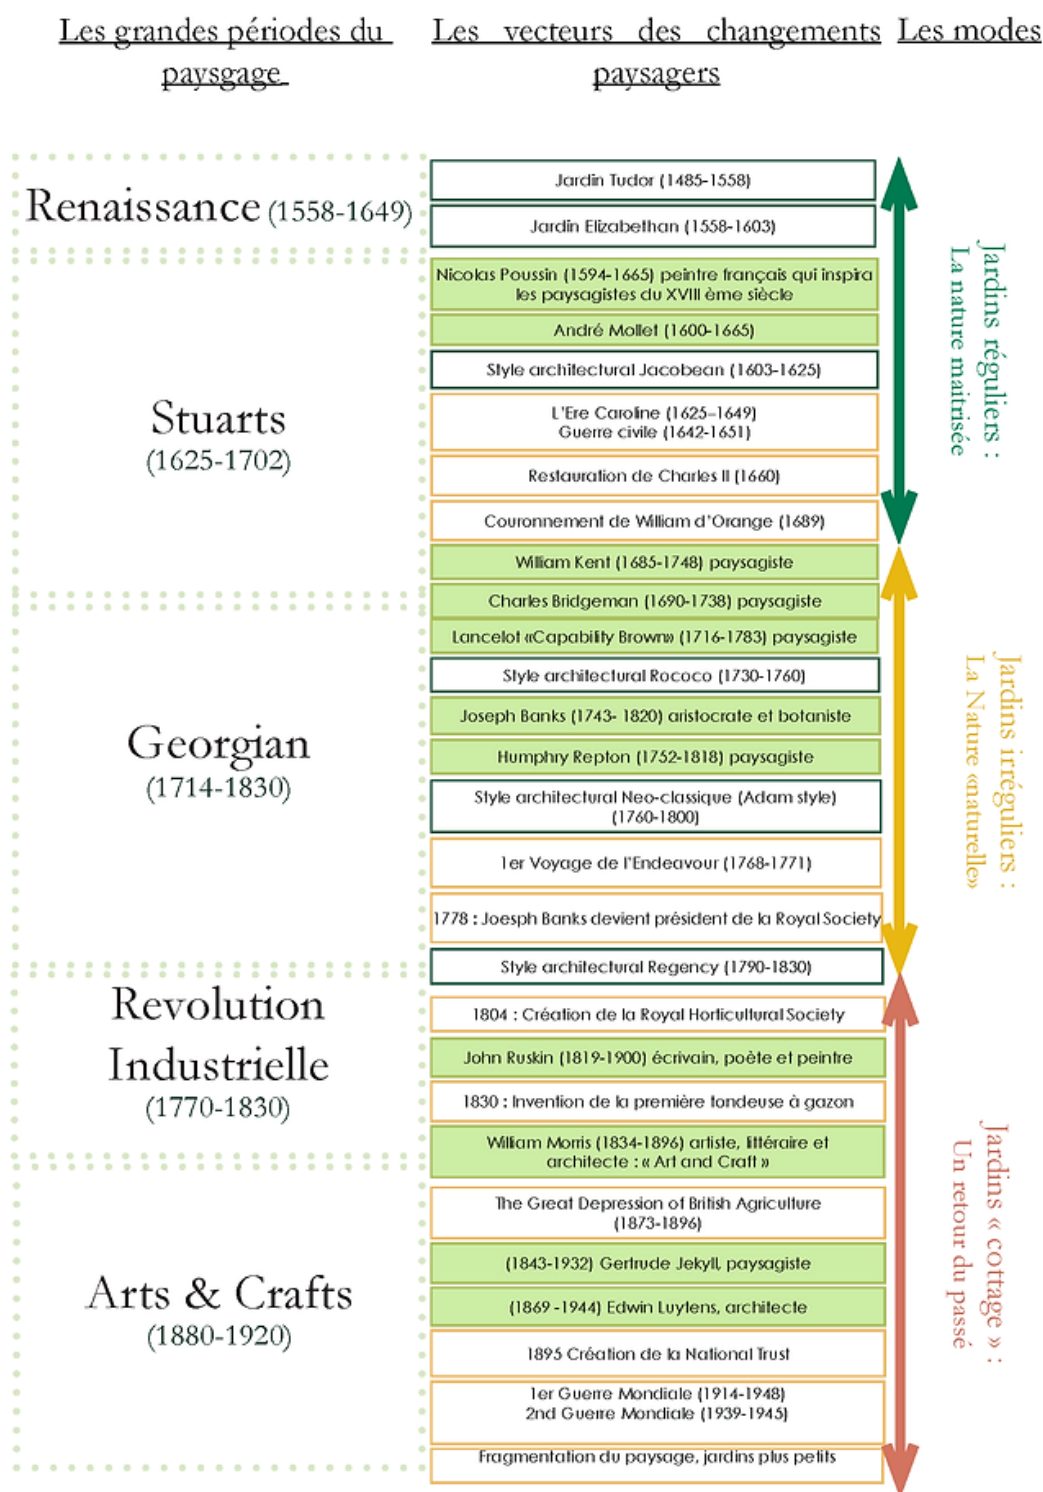 Les grandes périodes du
paysgage
Les vecteurs des changements
paysagers
Les modes
Renaissance (1558-1649)
Stuarts
(1625-1702)
Georgian
(1714-1830)
Revolution
Industrielle
(1770-1830)
Arts & Crafts
(1880-1920)
Jardin Tudor (1485-1558)
Jardin Elizabethan (1558-1603)
Nicolas Poussin (1594-1665) peintre français qui inspira
les paysagistes du XVIII ème siècle
André Mollet (1600-1665)
Style architectural Jacobean (1603-1625)
L'Ere Caroline (1625–1649)
Guerre civile (1642-1651)
Restauration de Charles II (1660)
Couronnement de William d'Orange (1689)
William Kent (1685-1748) paysagiste
Charles Bridgeman (1690-1738) paysagiste
Lancelot «Capability Brown» (1716-1783) paysagiste
Style architectural Rococo (1730-1760)
Joseph Banks (1743- 1820) aristocrate et botaniste
Humphry Repton (1752-1818) paysagiste
Style architectural Neo-classique (Adam style)
(1760-1800)
1er Voyage de l'Endeavour (1768-1771)
1778 : Joesph Banks devient président de la Royal Society
Style architectural Regency (1790-1830)
1804 : Création de la Royal Horticultural Society
John Ruskin (1819-1900) écrivain, poète et peintre
1830 : Invention de la première tondeuse à gazon
William Morris (1834-1896) artiste, littéraire et
architecte : « Art and Craft »
The Great Depression of British Agriculture
(1873-1896)
(1843-1932) Gertrude Jekyll, paysagiste
(1869 -1944) Edwin Luytens, architecte
1895 Création de la National Trust
1er Guerre Mondiale (1914-1948)
2nd Guerre Mondiale (1939-1945)
Fragmentation du paysage, jardins plus petits
Jardins réguliers :
La nature maitrisée
Jardins irréguliers :
La Nature «naturelle»
Jardins « cottage » :
Un retour du passé